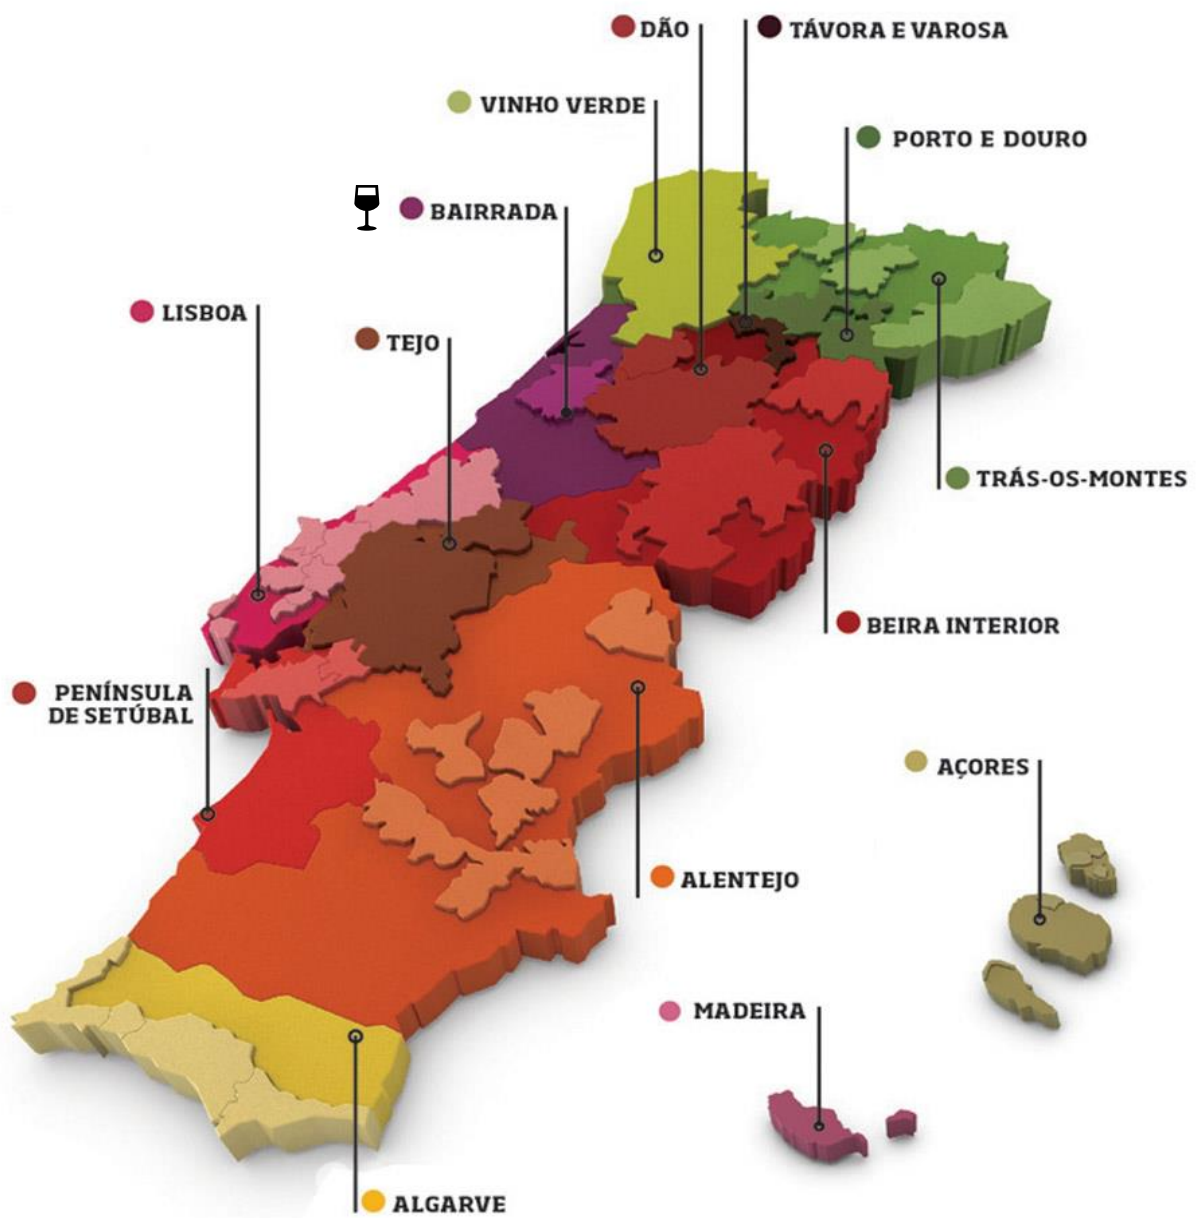 DÃO
TÁVORA E VAROSA
VINHO VERDE
PORTO E DOURO
BAIRRADA
LISBOA
TEJO
TRÁS-OS-MONTES
BEIRA INTERIOR
PENÍNSULA
DE SETÚBAL
AÇORES
ALENTEJO
MADEIRA
ALGARVE